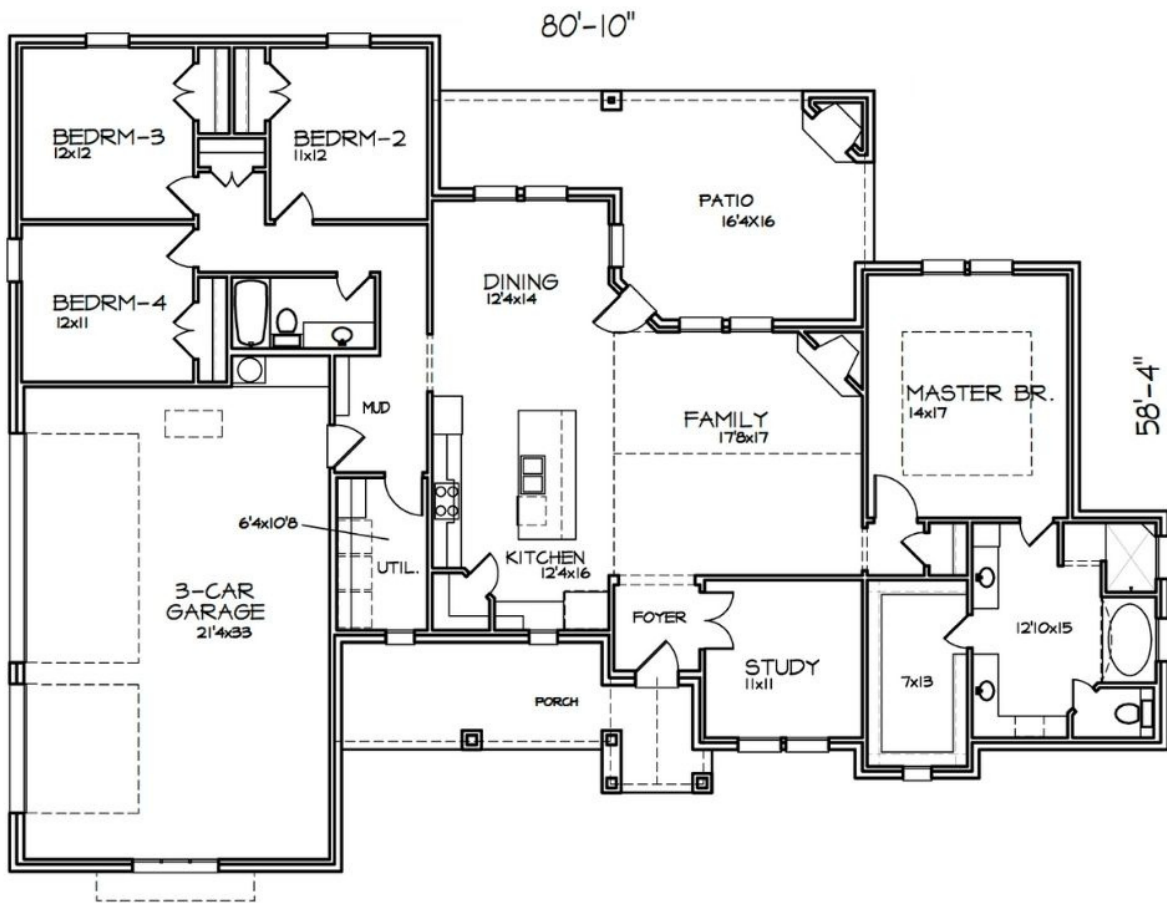 80'-10"
BEDRM-3
12x12
BEDRM-2
11x12
PATIO
16'4X16
DINING
12'4x14
BEDRM-4
12x11
MASTER BR.
14x17
58'-4"
MUD
FAMILY
17'8x17
6'4x10'8
UTIL.
KITCHEN
12'4x16
3-CAR
GARAGE
21'4x33
FOYER
12'10x15
STUDY
11x11
7x13
PORCH